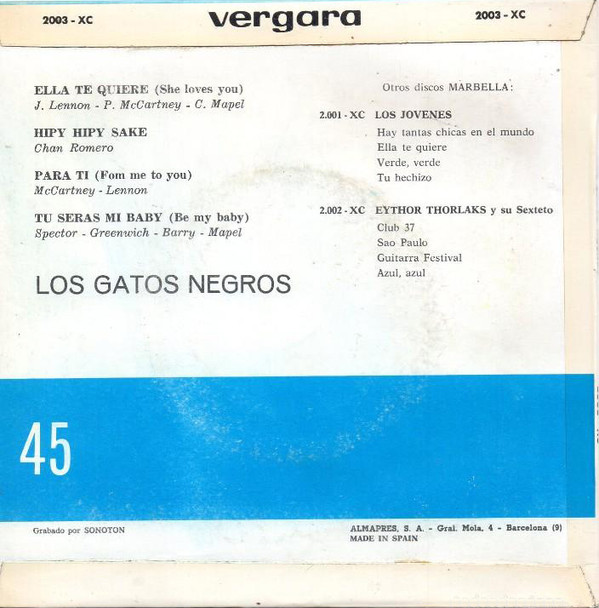 2003 - XC vergara 2003 - XC
ELLA TE QUIERE (She loves you)
J. Lennon - P. McCartney - C. Mapel
HIPY HIPY SAKE
Chan Romero
PARA TI (Fom me to you)
McCartney - Lennon
TU SERAS MI BABY (Be my baby)
Spector - Greenwich - Barry - Mapel
LOS GATOS NEGROS
Otros discos MARBELLA:
2.001 - XC LOS JOVENES
Hay tantas chicas en el mundo
Ella te quiere
Verde, verde
Tu hechizo
2.002 - XC EYTHOR THORLAKS y su Sexteto
Club 37
Sao Paulo
Guitarra Festival
Azul, azul
45
Grabado por SONOTON
ALMAPRES, S. A. - Gral. Mola, 4 - Barcelona (9)
MADE IN SPAIN